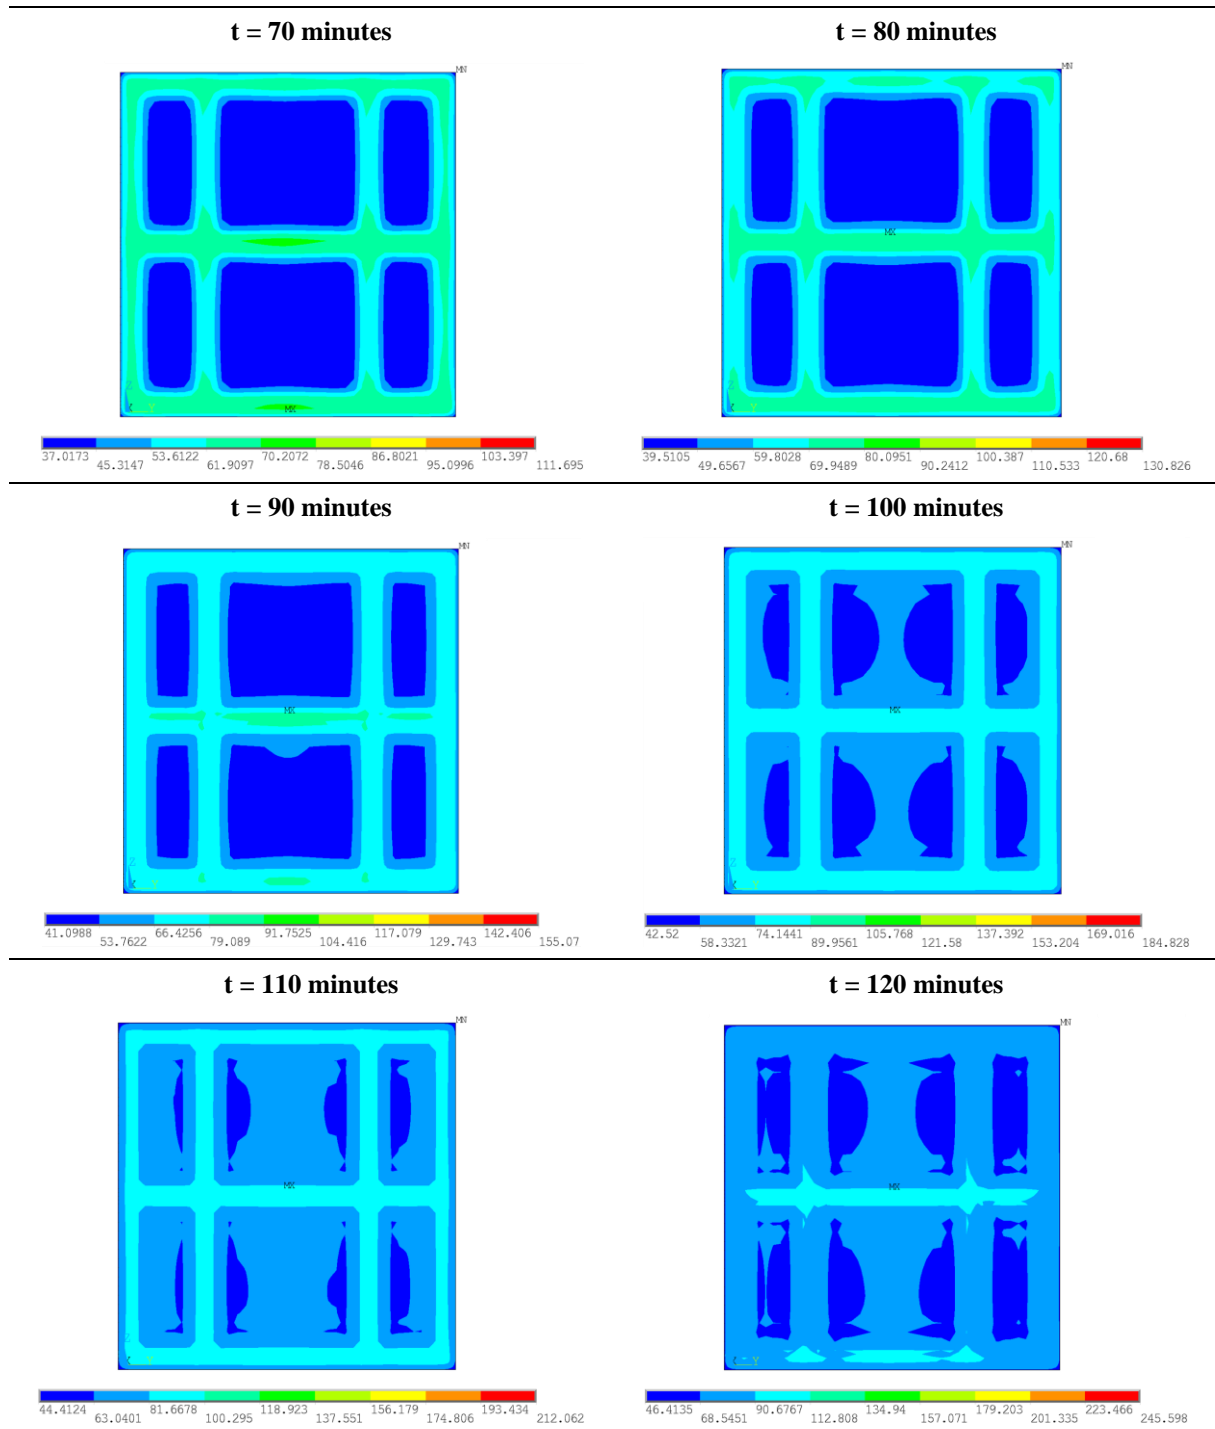 t = 70 minutes
t = 80 minutes
MN
MN
MX
MX
Z
X
Y
Z
X
Y
37.0173 53.6122 70.2072 86.8021 103.397
45.3147 61.9097 78.5046 95.0996 111.695
39.5105 59.8028 80.0951 100.387 120.68
49.6567 69.9489 90.2412 110.533 130.826
t = 90 minutes
t = 100 minutes
MN
MN
MX
MX
Z
X
Y
Z
X
Y
41.0988 66.4256 91.7525 117.079 142.406
53.7622 79.089 104.416 129.743 155.07
42.52 74.1441 105.768 137.392 169.016
58.3321 89.9561 121.58 153.204 184.828
t = 110 minutes
t = 120 minutes
MN
MN
MX
MX
Z
X
Y
Z
X
Y
44.4124 81.6678 118.923 156.179 193.434
63.0401 100.295 137.551 174.806 212.062
46.4135 90.6767 134.94 179.203 223.466
68.5451 112.808 157.071 201.335 245.598